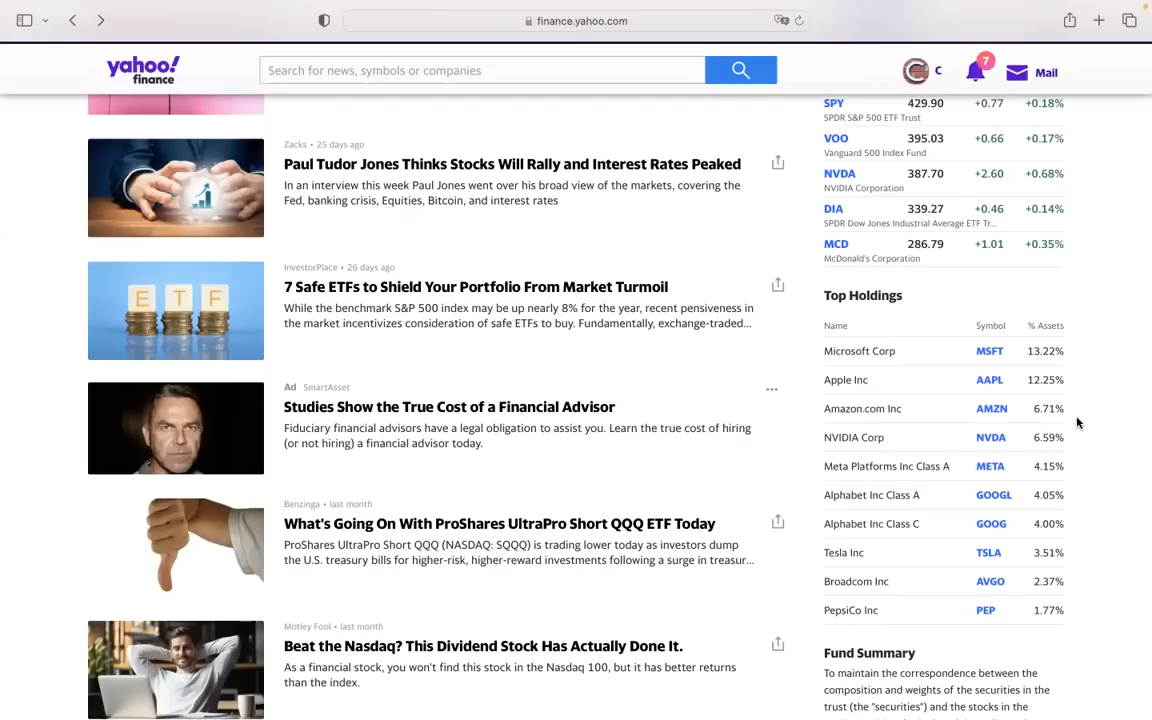 finance.yahoo.com
yahoo!
finance
Search for news, symbols or companies
C
7
Mail
Zacks • 25 days ago
Paul Tudor Jones Thinks Stocks Will Rally and Interest Rates Peaked
In an interview this week Paul Jones went over his broad view of the markets, covering the
Fed, banking crisis, Equities, Bitcoin, and interest rates
E T F
InvestorPlace • 26 days ago
7 Safe ETFs to Shield Your Portfolio From Market Turmoil
While the benchmark S&P 500 index may be up nearly 8% for the year, recent pensiveness in
the market incentivizes consideration of safe ETFs to buy. Fundamentally, exchange-traded...
Ad SmartAsset
Studies Show the True Cost of a Financial Advisor
Fiduciary financial advisors have a legal obligation to assist you. Learn the true cost of hiring
(or not hiring) a financial advisor today.
Benzinga • last month
What's Going On With ProShares UltraPro Short QQQ ETF Today
ProShares UltraPro Short QQQ (NASDAQ: SQQQ) is trading lower today as investors dump
the U.S. treasury bills for higher-risk, higher-reward investments following a surge in treasur...
Motley Fool • last month
Beat the Nasdaq? This Dividend Stock Has Actually Done It.
As a financial stock, you won't find this stock in the Nasdaq 100, but it has better returns
than the index.
SPY 429.90 +0.77 +0.18%
SPDR S&P 500 ETF Trust
VOO 395.03 +0.66 +0.17%
Vanguard 500 Index Fund
NVDA 387.70 +2.60 +0.68%
NVIDIA Corporation
DIA 339.27 +0.46 +0.14%
SPDR Dow Jones Industrial Average ETF Tr...
MCD 286.79 +1.01 +0.35%
McDonald's Corporation
Top Holdings
Name Symbol % Assets
Microsoft Corp MSFT 13.22%
Apple Inc AAPL 12.25%
Amazon.com Inc AMZN 6.71%
NVIDIA Corp NVDA 6.59%
Meta Platforms Inc Class A META 4.15%
Alphabet Inc Class A GOOGL 4.05%
Alphabet Inc Class C GOOG 4.00%
Tesla Inc TSLA 3.51%
Broadcom Inc AVGO 2.37%
PepsiCo Inc PEP 1.77%
Fund Summary
To maintain the correspondence between the
composition and weights of the securities in the
trust (the "securities") and the stocks in the